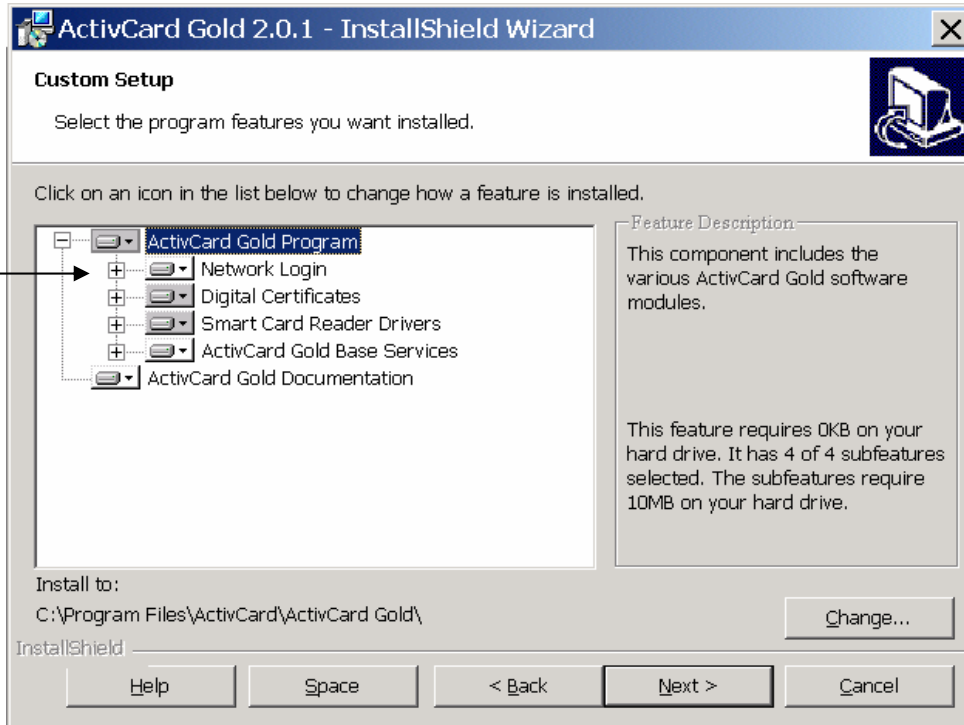 ActivCard Gold 2.0.1 - InstallShield Wizard
Custom Setup
Select the program features you want installed.
Click on an icon in the list below to change how a feature is installed.
ActivCard Gold Program
Network Login
Digital Certificates
Smart Card Reader Drivers
ActivCard Gold Base Services
ActivCard Gold Documentation
Feature Description
This component includes the
various ActivCard Gold software
modules.
This feature requires 0KB on your
hard drive. It has 4 of 4 subfeatures
selected. The subfeatures require
10MB on your hard drive.
Install to:
C:\Program Files\ActivCard\ActivCard Gold\
Change...
InstallShield
Help
Space
< Back
Next >
Cancel